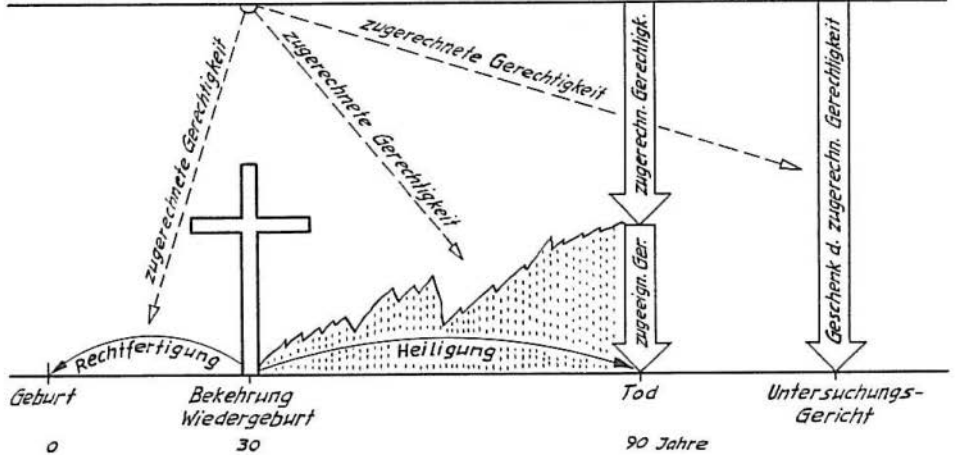 zugerechnete Gerechtigkeit
zugerechnete Gerechtigkeit
zugerechnete Gerechtigkeit
zugerechn. Gerechtigk.
Geschenk d. zugerechn. Gerechtigkeit
zugeeign. Ger.
Rechtfertigung
Heiligung
Geburt
Bekehrung
Wiedergeburt
Tod
Untersuchungs-
Gericht
0
30
90 Jahre